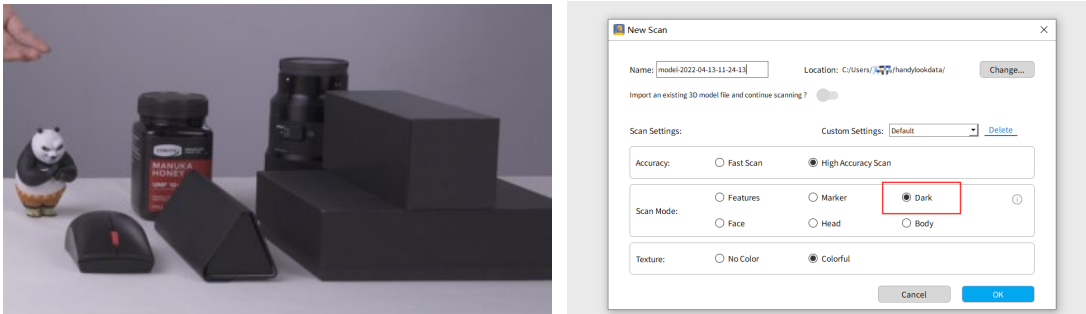 MANUKA
HONEY
New Scan
Name: model-2022-04-13-11-24-13 Location: C:/Users/ /handylookdata/ Change...
Import an existing 3D model file and continue scanning ?
Scan Settings: Custom Settings: Default Delete
Accuracy: Fast Scan High Accuracy Scan
Scan Mode: Features Marker Dark
Face Head Body
Texture: No Color Colorful
Cancel OK